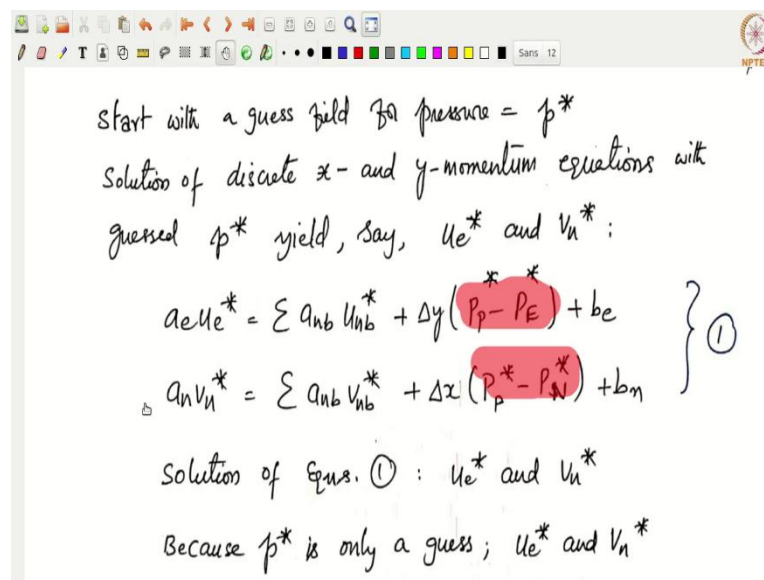 Sans 12
NPTE
Start with a guess field for pressure = p*
Solution of discrete x- and y-momentum equations with
guessed p* yield, say, ue* and vn* :
aeue* = Σ anb unb* + Δy(Pp* - PE*) + be
①
anvn* = Σ anb vnb* + Δx(Pp* - PN*) + bn
Solution of Eqns. ① : ue* and vn*
Because p* is only a guess; ue* and vn*